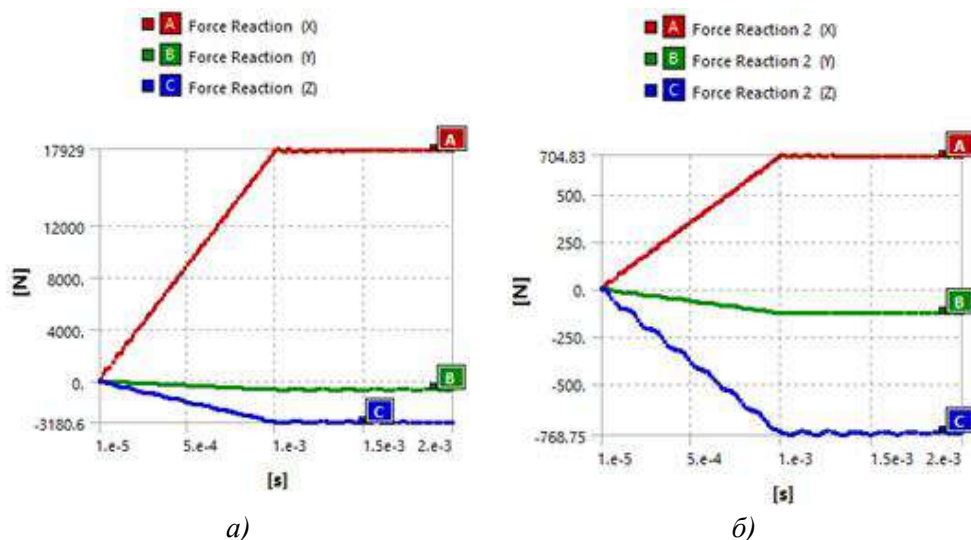 A Force Reaction (X)
B Force Reaction (Y)
C Force Reaction (Z)
17929
12000
8000.
4000.
0.
-3180.6
[N]
A
B
C
1.e-5 5.e-4 1.e-3 1.5e-3 2.e-3
[s]
а)
A Force Reaction 2 (X)
B Force Reaction 2 (Y)
C Force Reaction 2 (Z)
704.83
500.
250.
0.
-250.
-500.
-768.75
[N]
A
B
C
1.e-5 5.e-4 1.e-3 1.5e-3 2.e-3
[s]
б)